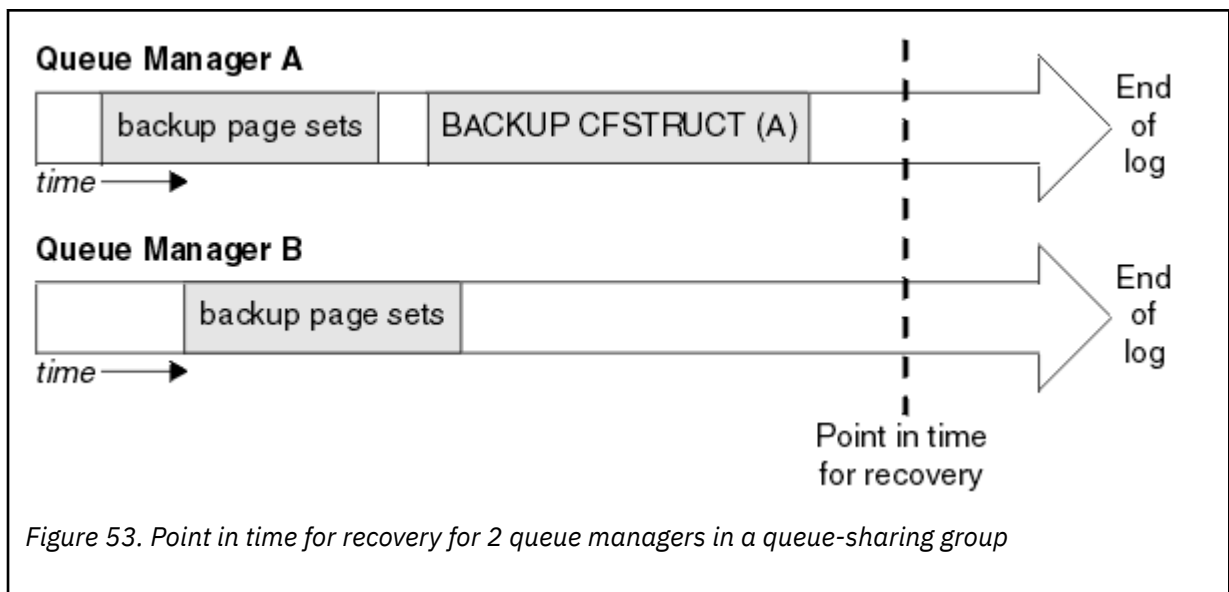 Queue Manager A
backup page sets
BACKUP CFSTRUCT (A)
End
of
log
time
Queue Manager B
backup page sets
End
of
log
time
Point in time
for recovery
Figure 53. Point in time for recovery for 2 queue managers in a queue-sharing group